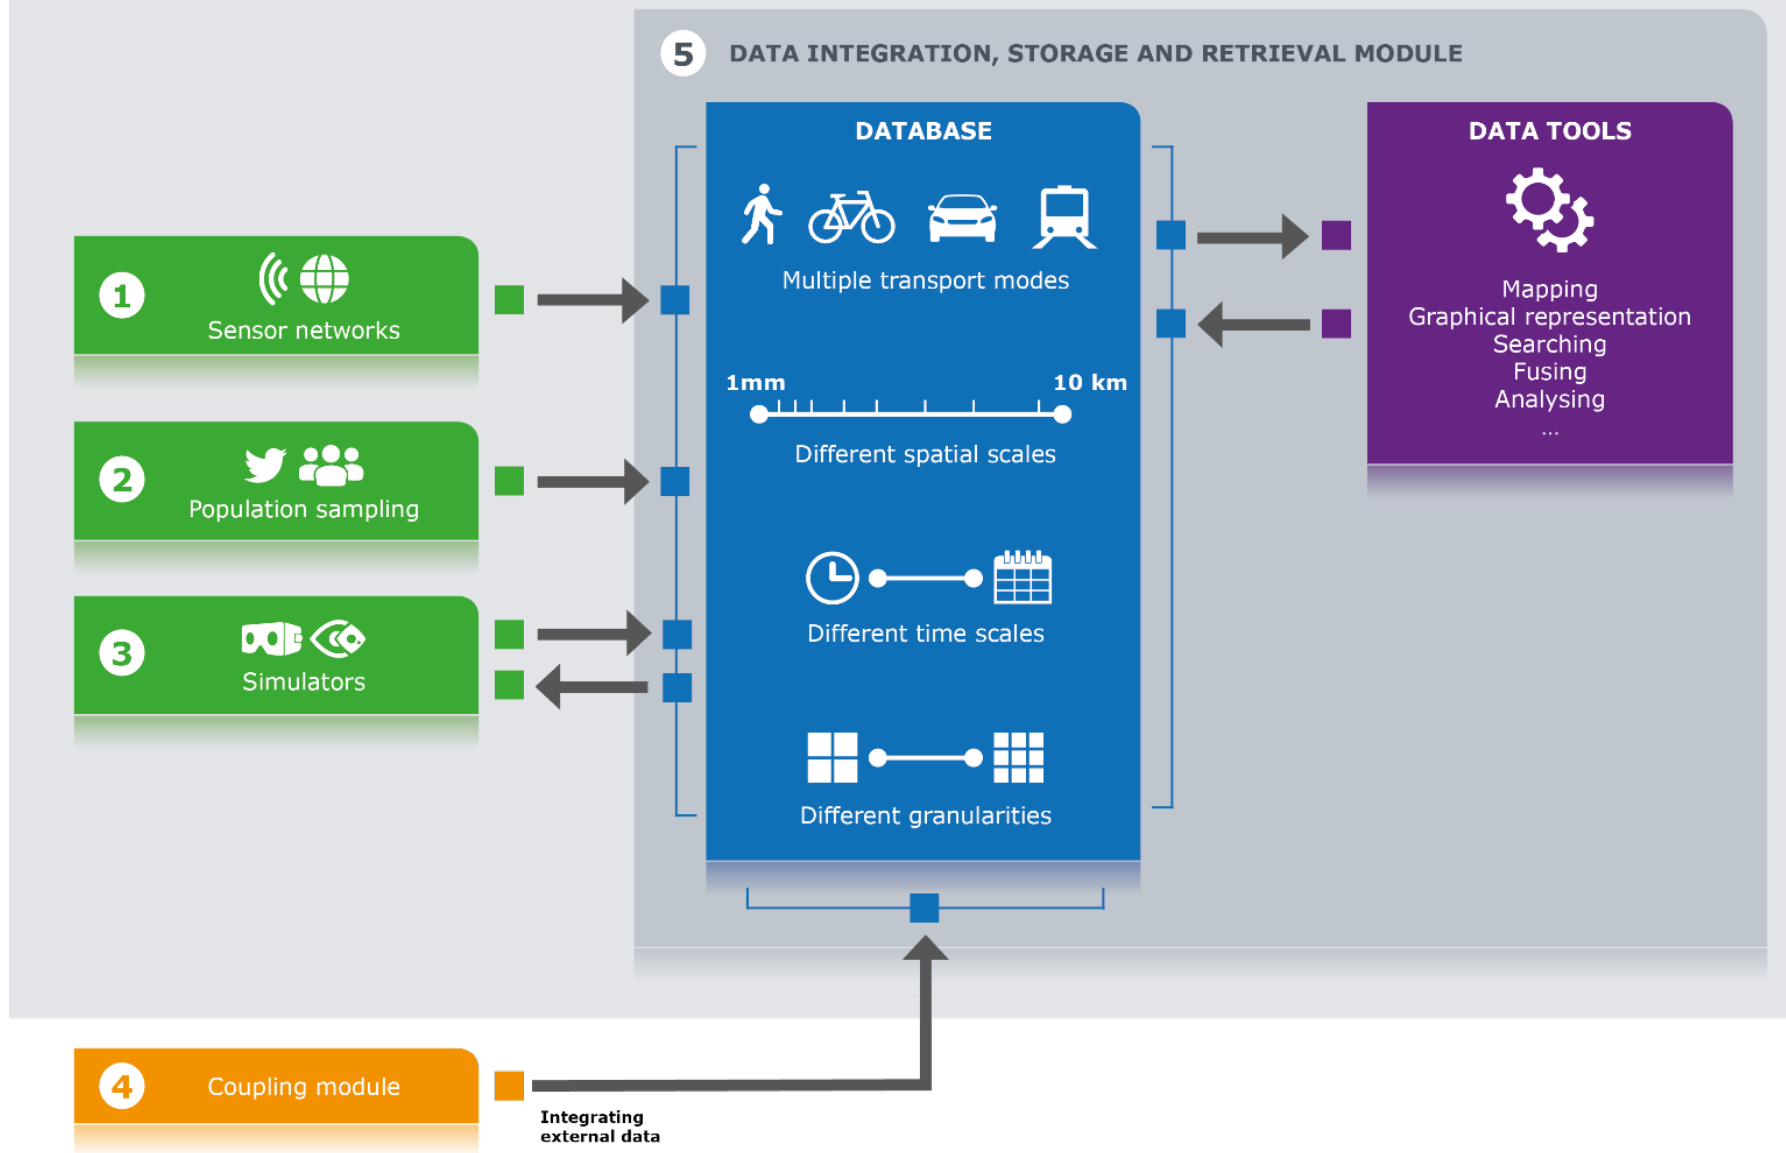 5 DATA INTEGRATION, STORAGE AND RETRIEVAL MODULE
DATABASE
Multiple transport modes
1mm 10 km
Different spatial scales
Different time scales
Different granularities
DATA TOOLS
Mapping
Graphical representation
Searching
Fusing
Analysing
...
1
Sensor networks
2
Population sampling
3
Simulators
4 Coupling module
Integrating
external data